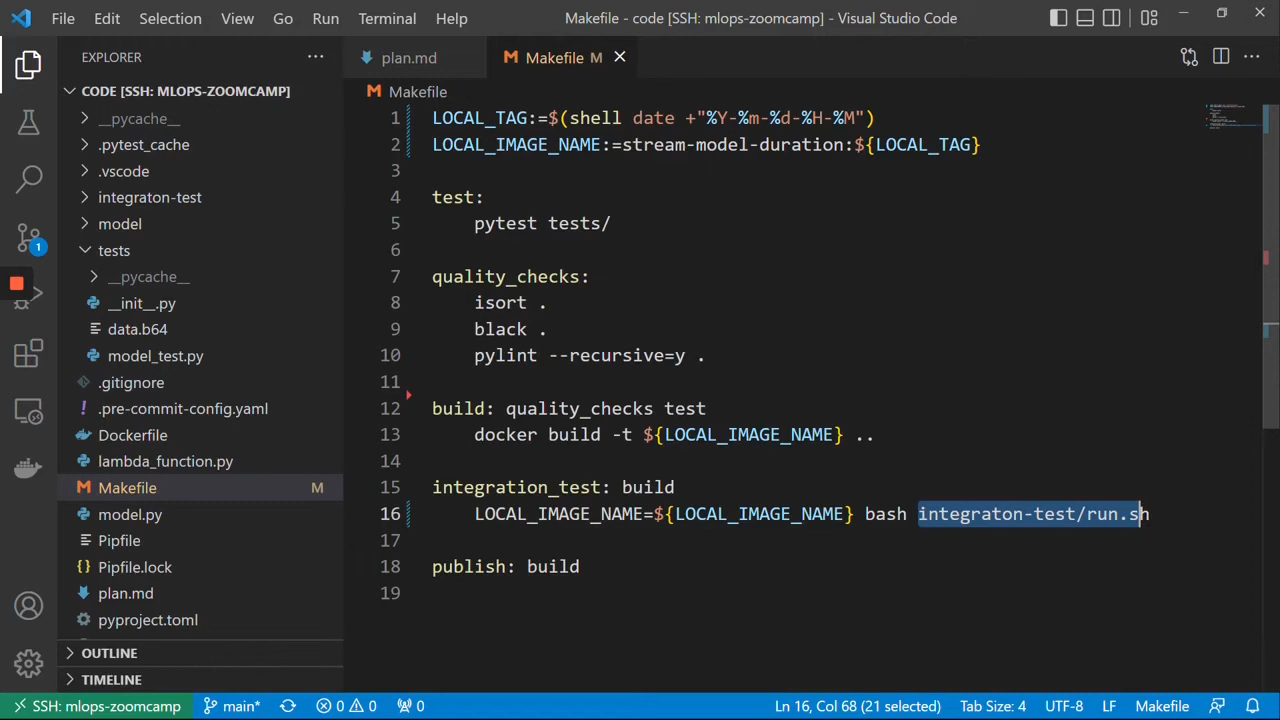 File Edit Selection View Go Run Terminal Help
Makefile - code [SSH: mlops-zoomcamp] - Visual Studio Code
EXPLORER
CODE [SSH: MLOPS-ZOOMCAMP]
__pycache__
.pytest_cache
.vscode
integraton-test
model
tests
__pycache__
__init__.py
data.b64
model_test.py
.gitignore
.pre-commit-config.yaml
Dockerfile
lambda_function.py
Makefile M
model.py
Pipfile
Pipfile.lock
plan.md
pyproject.toml
OUTLINE
TIMELINE
1
plan.md
Makefile M
Makefile
1 LOCAL_TAG:=$(shell date +"%Y-%m-%d-%H-%M")
2 LOCAL_IMAGE_NAME:=stream-model-duration:${LOCAL_TAG}
3
4 test:
5 pytest tests/
6
7 quality_checks:
8 isort .
9 black .
10 pylint --recursive=y .
11
12 build: quality_checks test
13 docker build -t ${LOCAL_IMAGE_NAME} ..
14
15 integration_test: build
16 LOCAL_IMAGE_NAME=${LOCAL_IMAGE_NAME} bash integraton-test/run.sh
17
18 publish: build
19
SSH: mlops-zoomcamp main* 0 0 0 Ln 16, Col 68 (21 selected) Tab Size: 4 UTF-8 LF Makefile